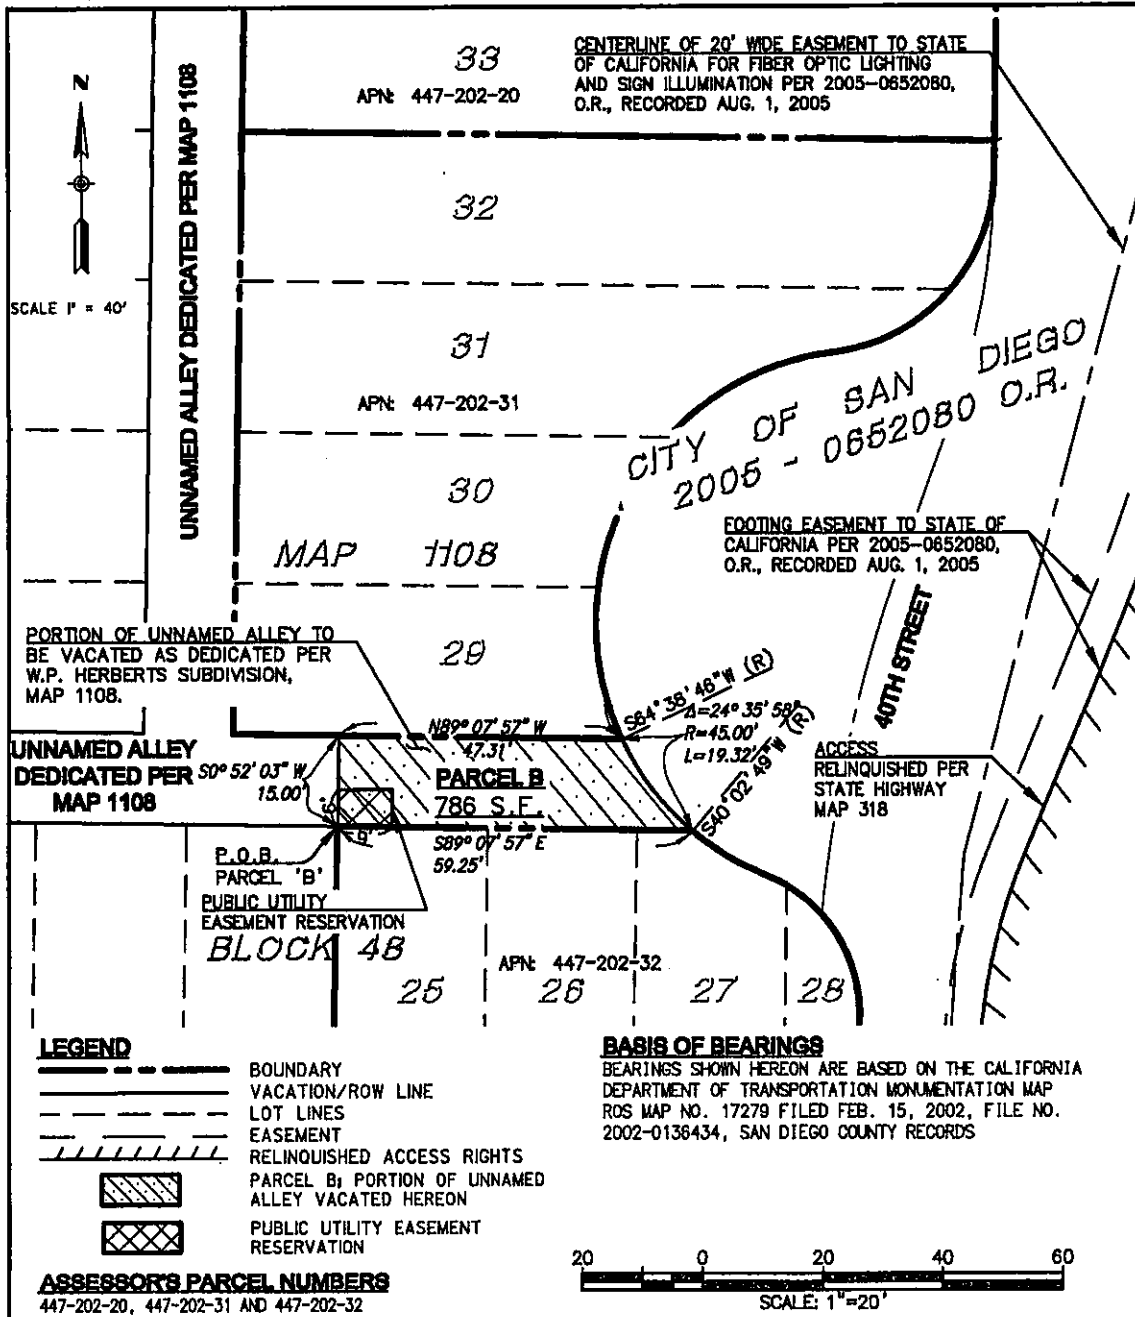 33
APN: 447-202-20
CENTERLINE OF 20' WIDE EASEMENT TO STATE
OF CALIFORNIA FOR FIBER OPTIC LIGHTING
AND SIGN ILLUMINATION PER 2005-0652080,
O.R., RECORDED AUG. 1, 2005
N
SCALE 1" = 40'
UNNAMED ALLEY DEDICATED PER MAP 1108
32
31
APN: 447-202-31
CITY OF SAN DIEGO
2005 - 0652080 O.R.
30
MAP 1108
FOOTING EASEMENT TO STATE OF
CALIFORNIA PER 2005-0652080,
O.R., RECORDED AUG. 1, 2005
40TH STREET
PORTION OF UNNAMED ALLEY TO
BE VACATED AS DEDICATED PER
W.P. HERBERTS SUBDIVISION,
MAP 1108.
29
S64° 38' 46" W (R)
Δ=24° 35' 58"
R=45.00'
L=19.32'
S40° 02' 49" W (R)
N89° 07' 57" W
47.31'
UNNAMED ALLEY
DEDICATED PER
MAP 1108
S0° 52' 03" W
15.00'
PARCEL B
786 S.F.
6'
9'
S89° 07' 57" E
59.25'
ACCESS
RELINQUISHED PER
STATE HIGHWAY
MAP 318
P.O.B.
PARCEL 'B'
PUBLIC UTILITY
EASEMENT RESERVATION
BLOCK 48
APN: 447-202-32
25
26
27
28
LEGEND
BOUNDARY
VACATION/ROW LINE
LOT LINES
EASEMENT
RELINQUISHED ACCESS RIGHTS
PARCEL B; PORTION OF UNNAMED
ALLEY VACATED HEREON
PUBLIC UTILITY EASEMENT
RESERVATION
ASSESSOR'S PARCEL NUMBERS
447-202-20, 447-202-31 AND 447-202-32
BASIS OF BEARINGS
BEARINGS SHOWN HEREON ARE BASED ON THE CALIFORNIA
DEPARTMENT OF TRANSPORTATION MONUMENTATION MAP
ROS MAP NO. 17279 FILED FEB. 15, 2002, FILE NO.
2002-0136434, SAN DIEGO COUNTY RECORDS
20 0 20 40 60
SCALE: 1"=20'